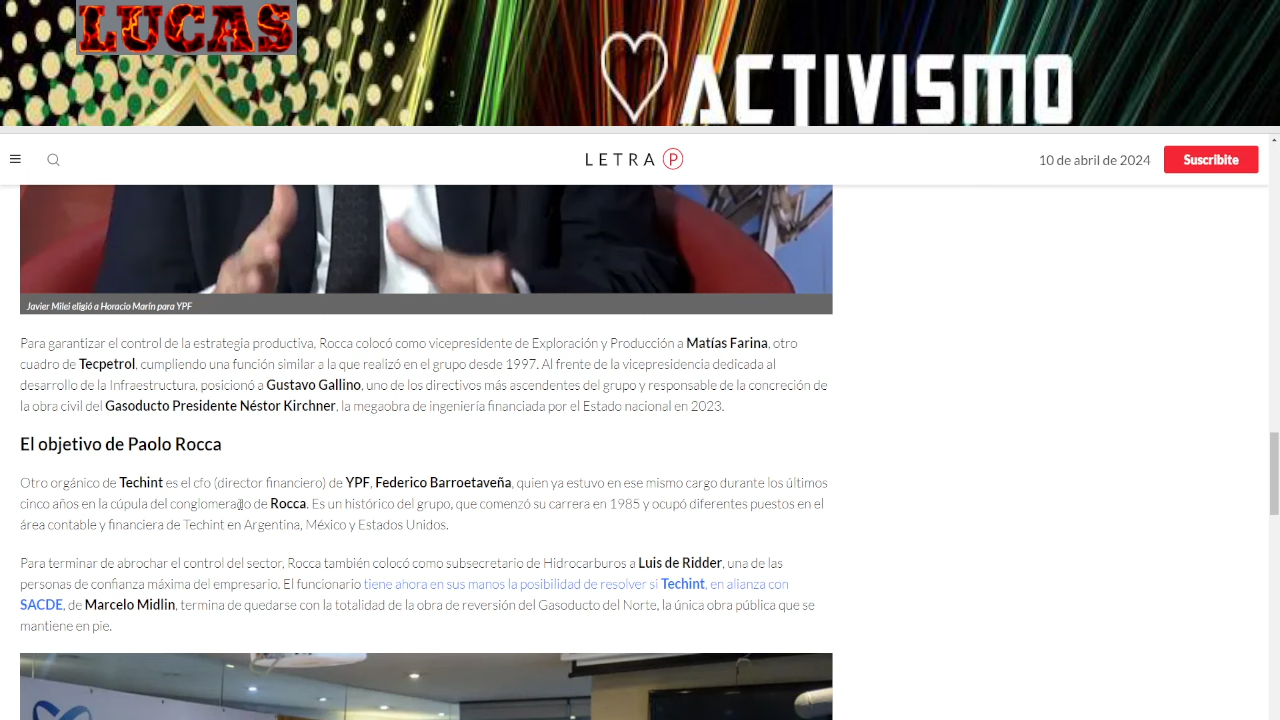 LUCAS
ACTIVISMO
LETRA P
10 de abril de 2024
Suscribite
Javier Milei eligió a Horacio Marín para YPF
Para garantizar el control de la estrategia productiva, Rocca colocó como vicepresidente de Exploración y Producción a Matías Farina, otro
cuadro de Tecpetrol, cumpliendo una función similar a la que realizó en el grupo desde 1997. Al frente de la vicepresidencia dedicada al
desarrollo de la Infraestructura, posicionó a Gustavo Gallino, uno de los directivos más ascendentes del grupo y responsable de la concreción de
la obra civil del Gasoducto Presidente Néstor Kirchner, la megaobra de ingeniería financiada por el Estado nacional en 2023.
El objetivo de Paolo Rocca
Otro orgánico de Techint es el cfo (director financiero) de YPF, Federico Barroetaveña, quien ya estuvo en ese mismo cargo durante los últimos
cinco años en la cúpula del conglomerado de Rocca. Es un histórico del grupo, que comenzó su carrera en 1985 y ocupó diferentes puestos en el
área contable y financiera de Techint en Argentina, México y Estados Unidos.
Para terminar de abrochar el control del sector, Rocca también colocó como subsecretario de Hidrocarburos a Luis de Ridder, una de las
personas de confianza máxima del empresario. El funcionario tiene ahora en sus manos la posibilidad de resolver si Techint, en alianza con
SACDE, de Marcelo Midlin, termina de quedarse con la totalidad de la obra de reversión del Gasoducto del Norte, la única obra pública que se
mantiene en pie.